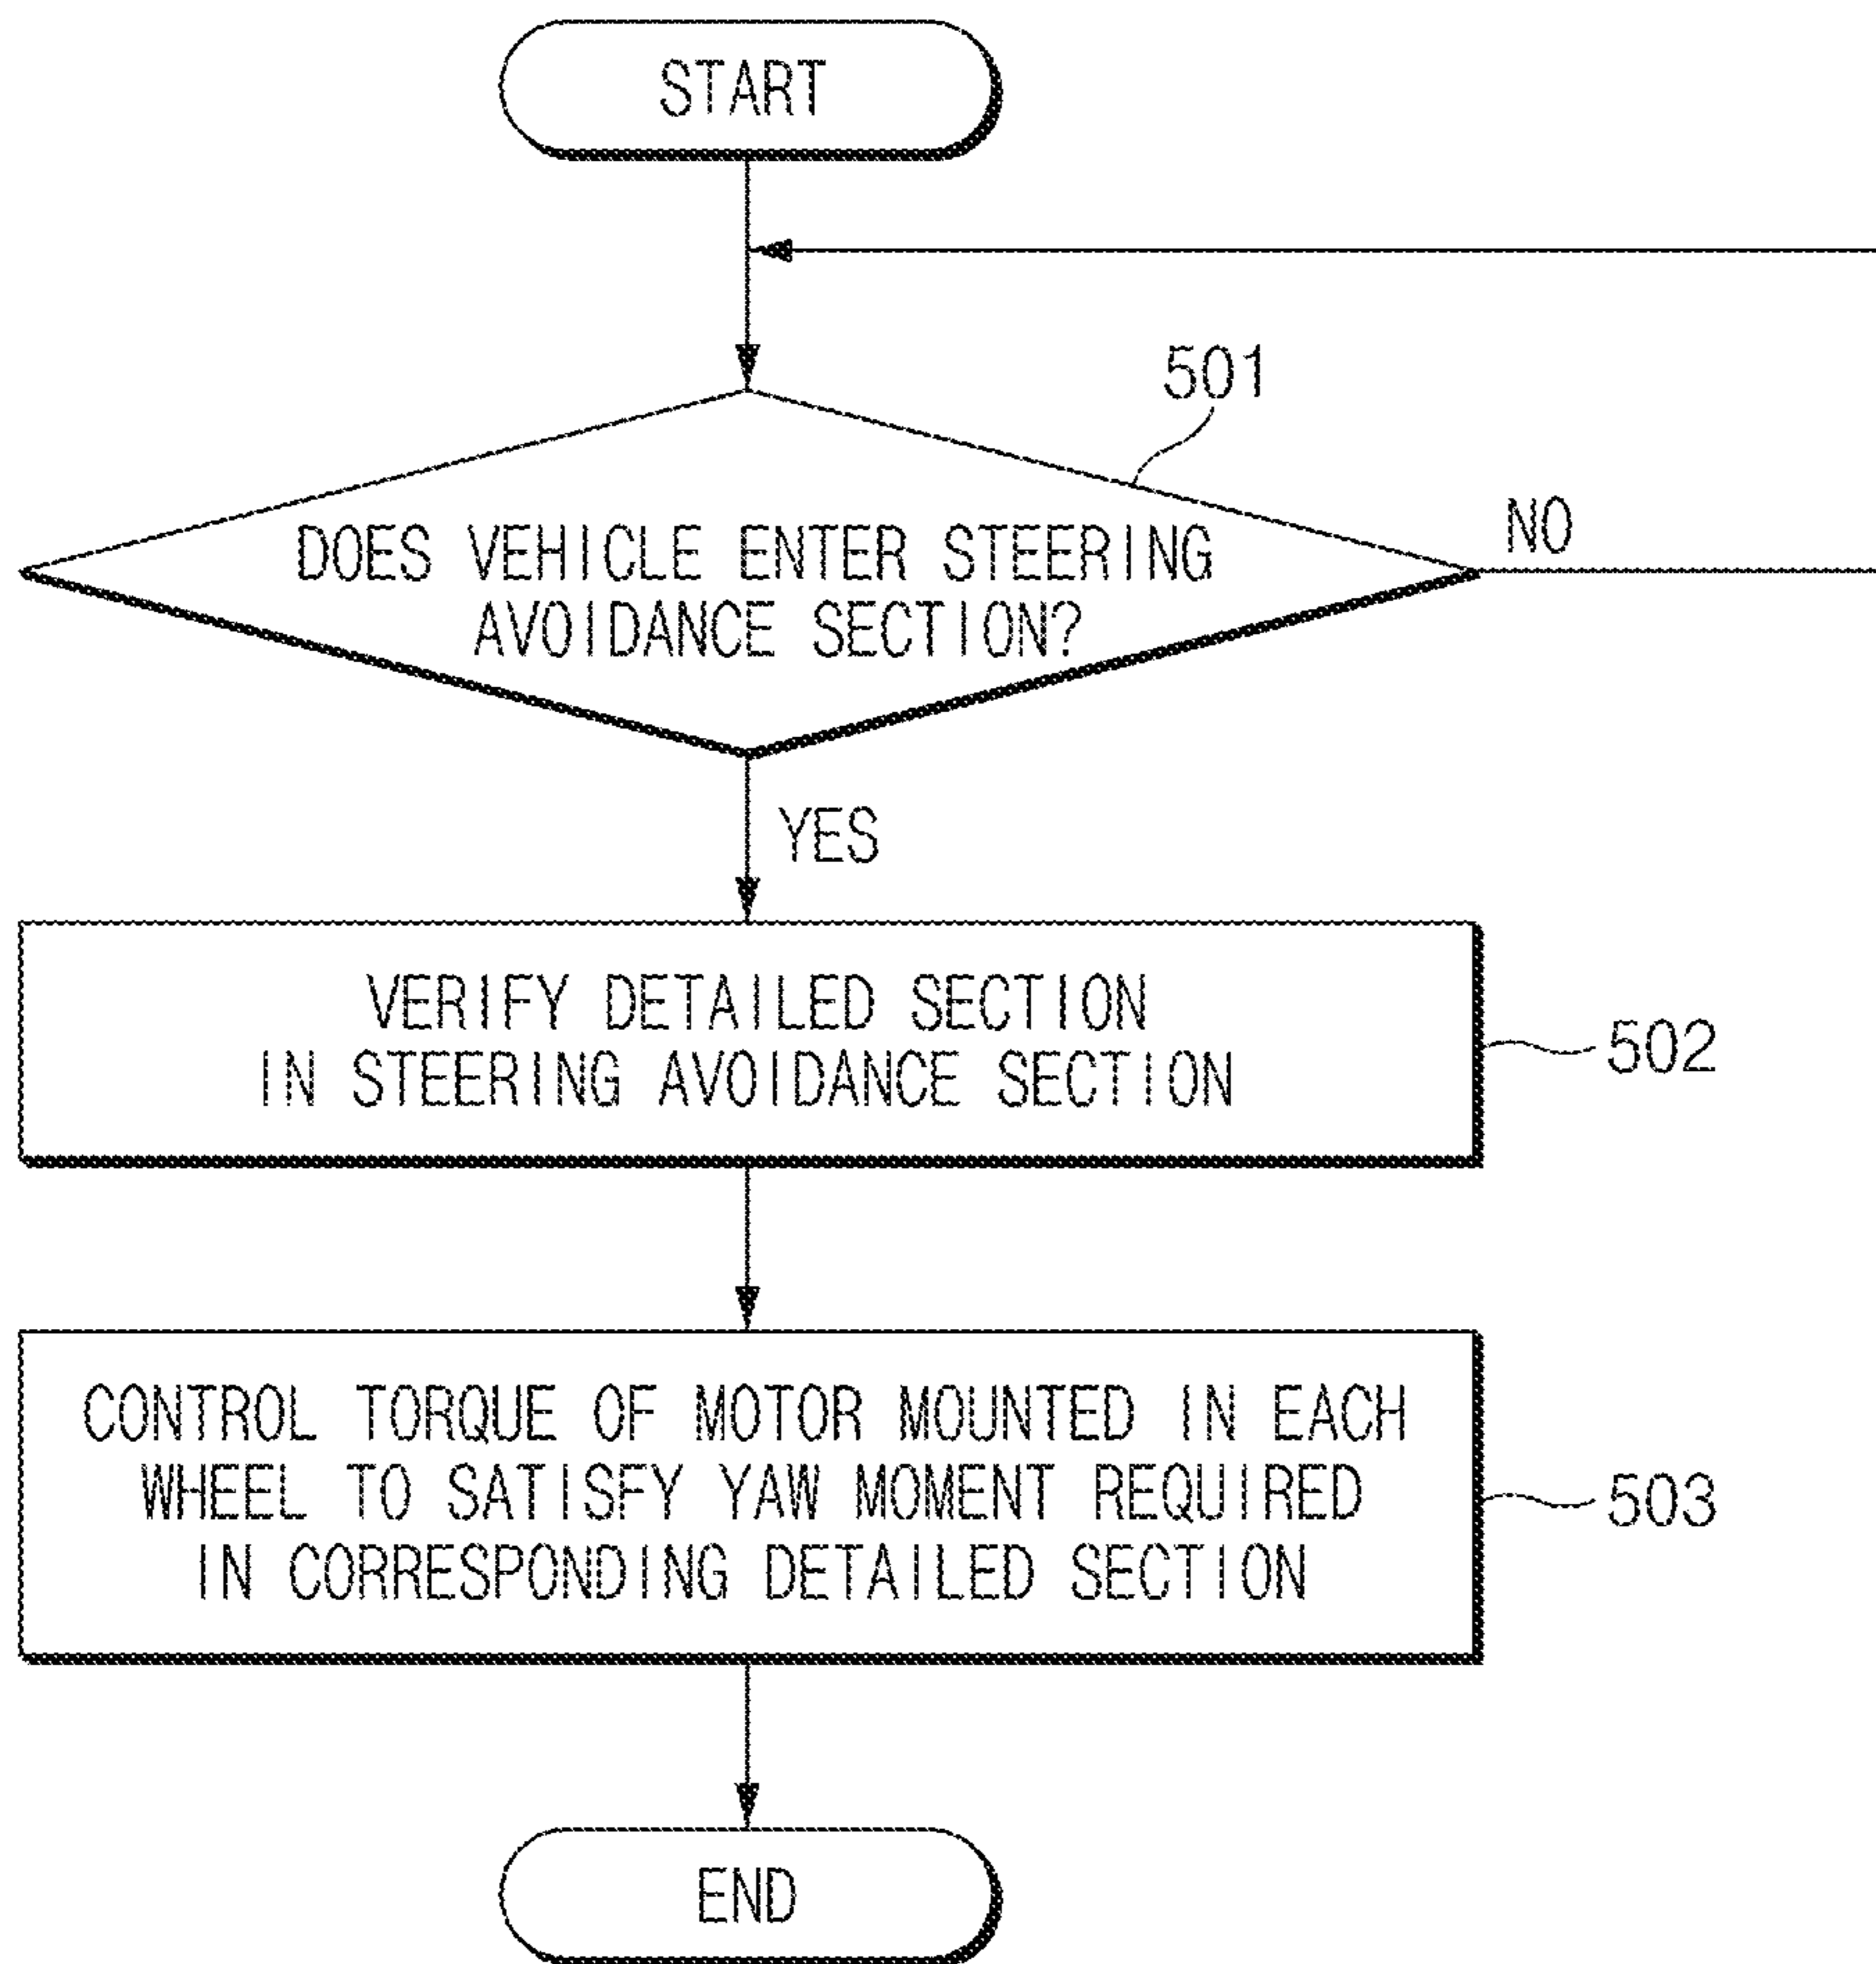 START
501
DOES VEHICLE ENTER STEERING
AVOIDANCE SECTION?
NO
YES
VERIFY DETAILED SECTION
IN STEERING AVOIDANCE SECTION
502
CONTROL TORQUE OF MOTOR MOUNTED IN EACH
WHEEL TO SATISFY YAW MOMENT REQUIRED
IN CORRESPONDING DETAILED SECTION
503
END